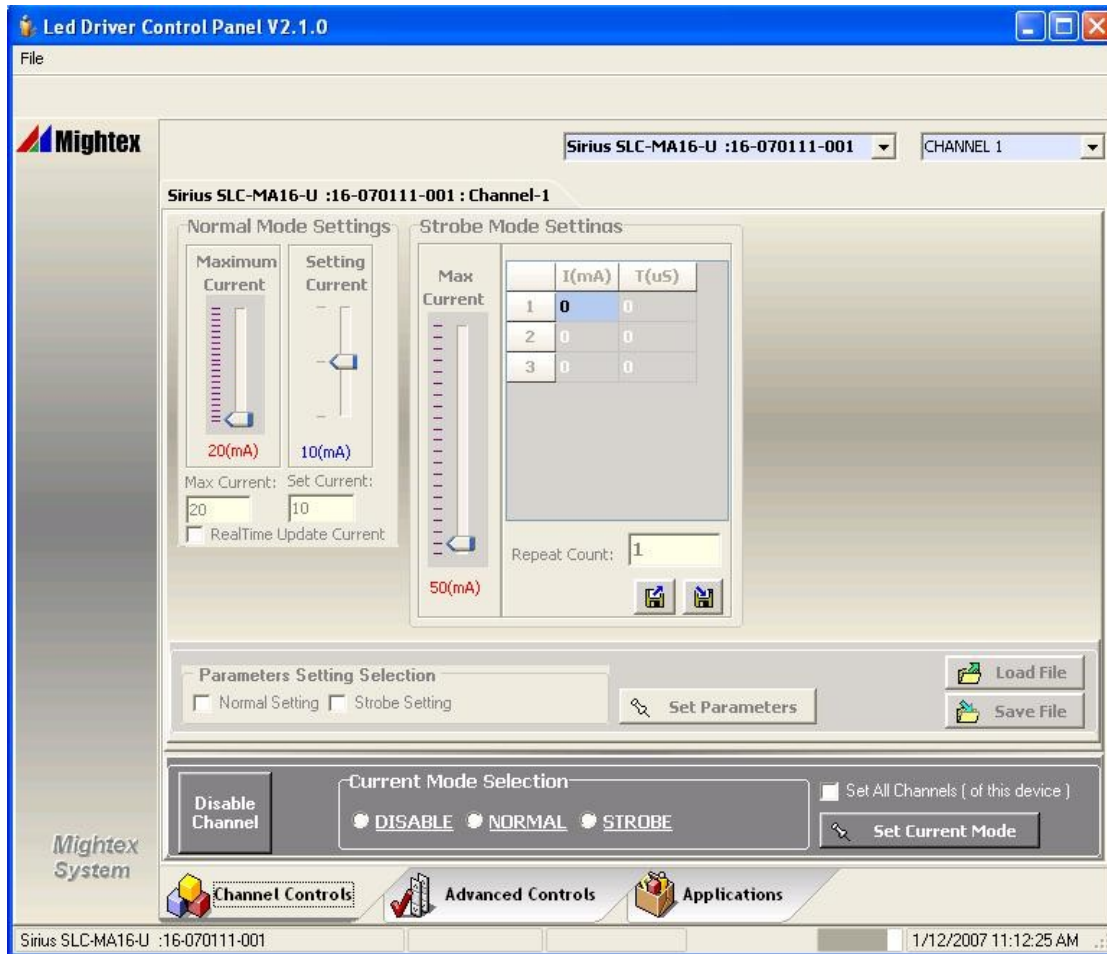 Led Driver Control Panel V2.1.0
File
Mightex
Sirius SLC-MA16-U :16-070111-001
CHANNEL 1
Sirius SLC-MA16-U :16-070111-001 : Channel-1
Normal Mode Settings
Maximum Current
Setting Current
20(mA)
10(mA)
Max Current:
Set Current:
20
10
RealTime Update Current
Strobe Mode Settings
Max Current
50(mA)
I(mA) T(uS)
1 0 0
2 0 0
3 0 0
Repeat Count: 1
Parameters Setting Selection
Normal Setting Strobe Setting
Set Parameters
Load File
Save File
Disable Channel
Current Mode Selection
DISABLE NORMAL STROBE
Set All Channels ( of this device )
Set Current Mode
Mightex System
Channel Controls
Advanced Controls
Applications
Sirius SLC-MA16-U :16-070111-001
1/12/2007 11:12:25 AM